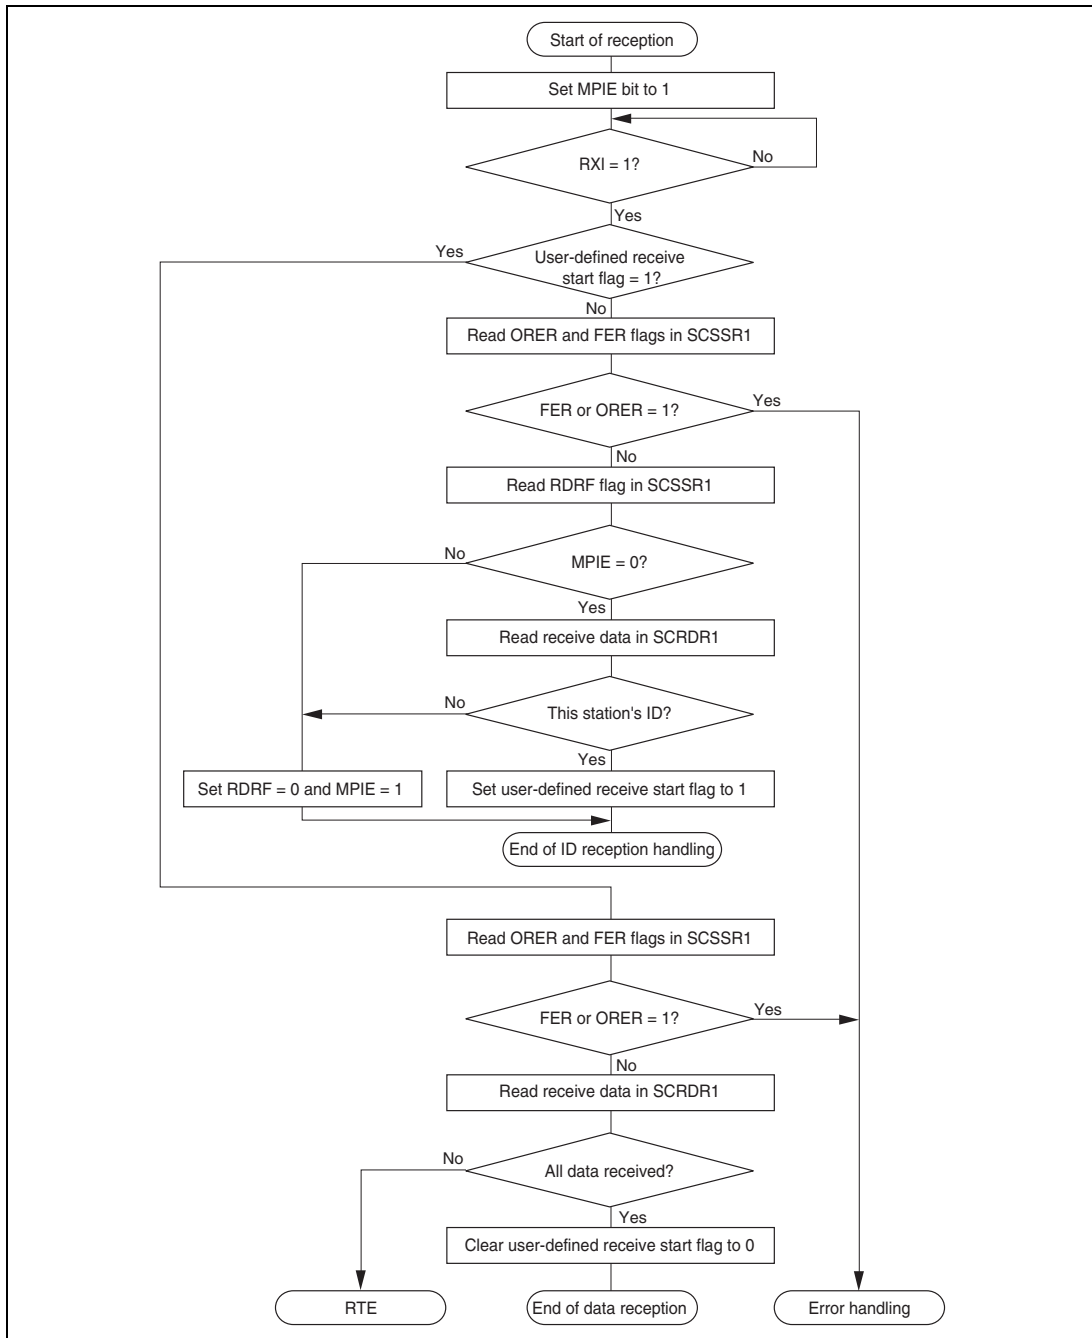 Start of reception
Set MPIE bit to 1
RXI = 1?
No
Yes
Yes
User-defined receive
start flag = 1?
No
Read ORER and FER flags in SCSSR1
FER or ORER = 1?
Yes
No
Read RDRF flag in SCSSR1
No
MPIE = 0?
Yes
Read receive data in SCRDR1
No
This station's ID?
Yes
Set RDRF = 0 and MPIE = 1
Set user-defined receive start flag to 1
End of ID reception handling
Read ORER and FER flags in SCSSR1
FER or ORER = 1?
Yes
No
Read receive data in SCRDR1
No
All data received?
Yes
Clear user-defined receive start flag to 0
RTE
End of data reception
Error handling